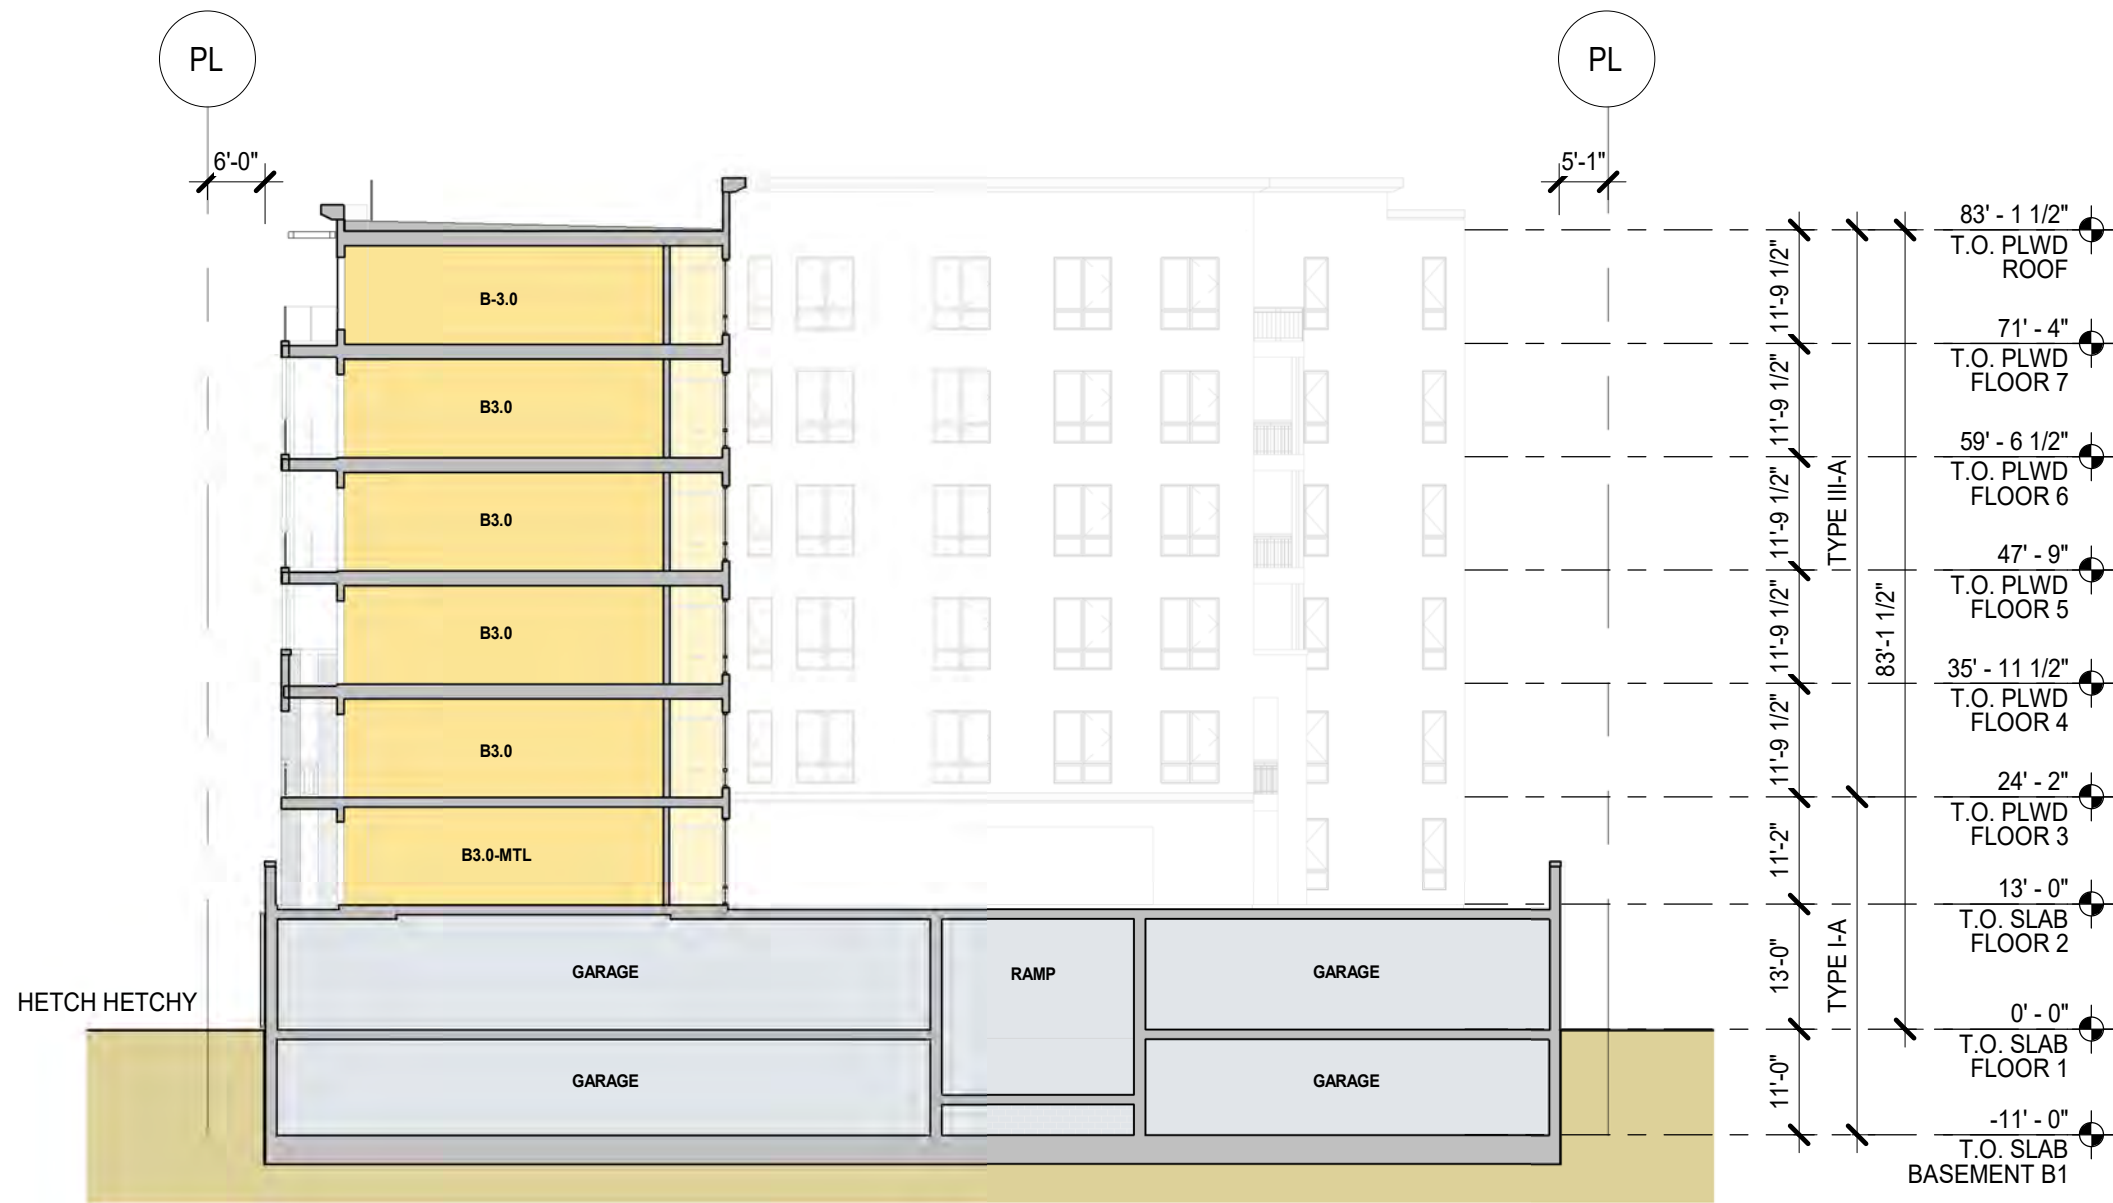 PL
PL
6'-0"
5'-1"
83' - 1 1/2"
T.O. PLWD
ROOF
11'-9 1/2"
B-3.0
71' - 4"
T.O. PLWD
FLOOR 7
11'-9 1/2"
B3.0
59' - 6 1/2"
T.O. PLWD
FLOOR 6
11'-9 1/2"
TYPE III-A
B3.0
47' - 9"
T.O. PLWD
FLOOR 5
11'-9 1/2"
83'-1 1/2"
B3.0
35' - 11 1/2"
T.O. PLWD
FLOOR 4
11'-9 1/2"
B3.0
24' - 2"
T.O. PLWD
FLOOR 3
11'-2"
B3.0-MTL
13' - 0"
T.O. SLAB
FLOOR 2
13'-0"
TYPE I-A
GARAGE
RAMP
GARAGE
HETCH HETCHY
0' - 0"
T.O. SLAB
FLOOR 1
11'-0"
GARAGE
GARAGE
-11' - 0"
T.O. SLAB
BASEMENT B1